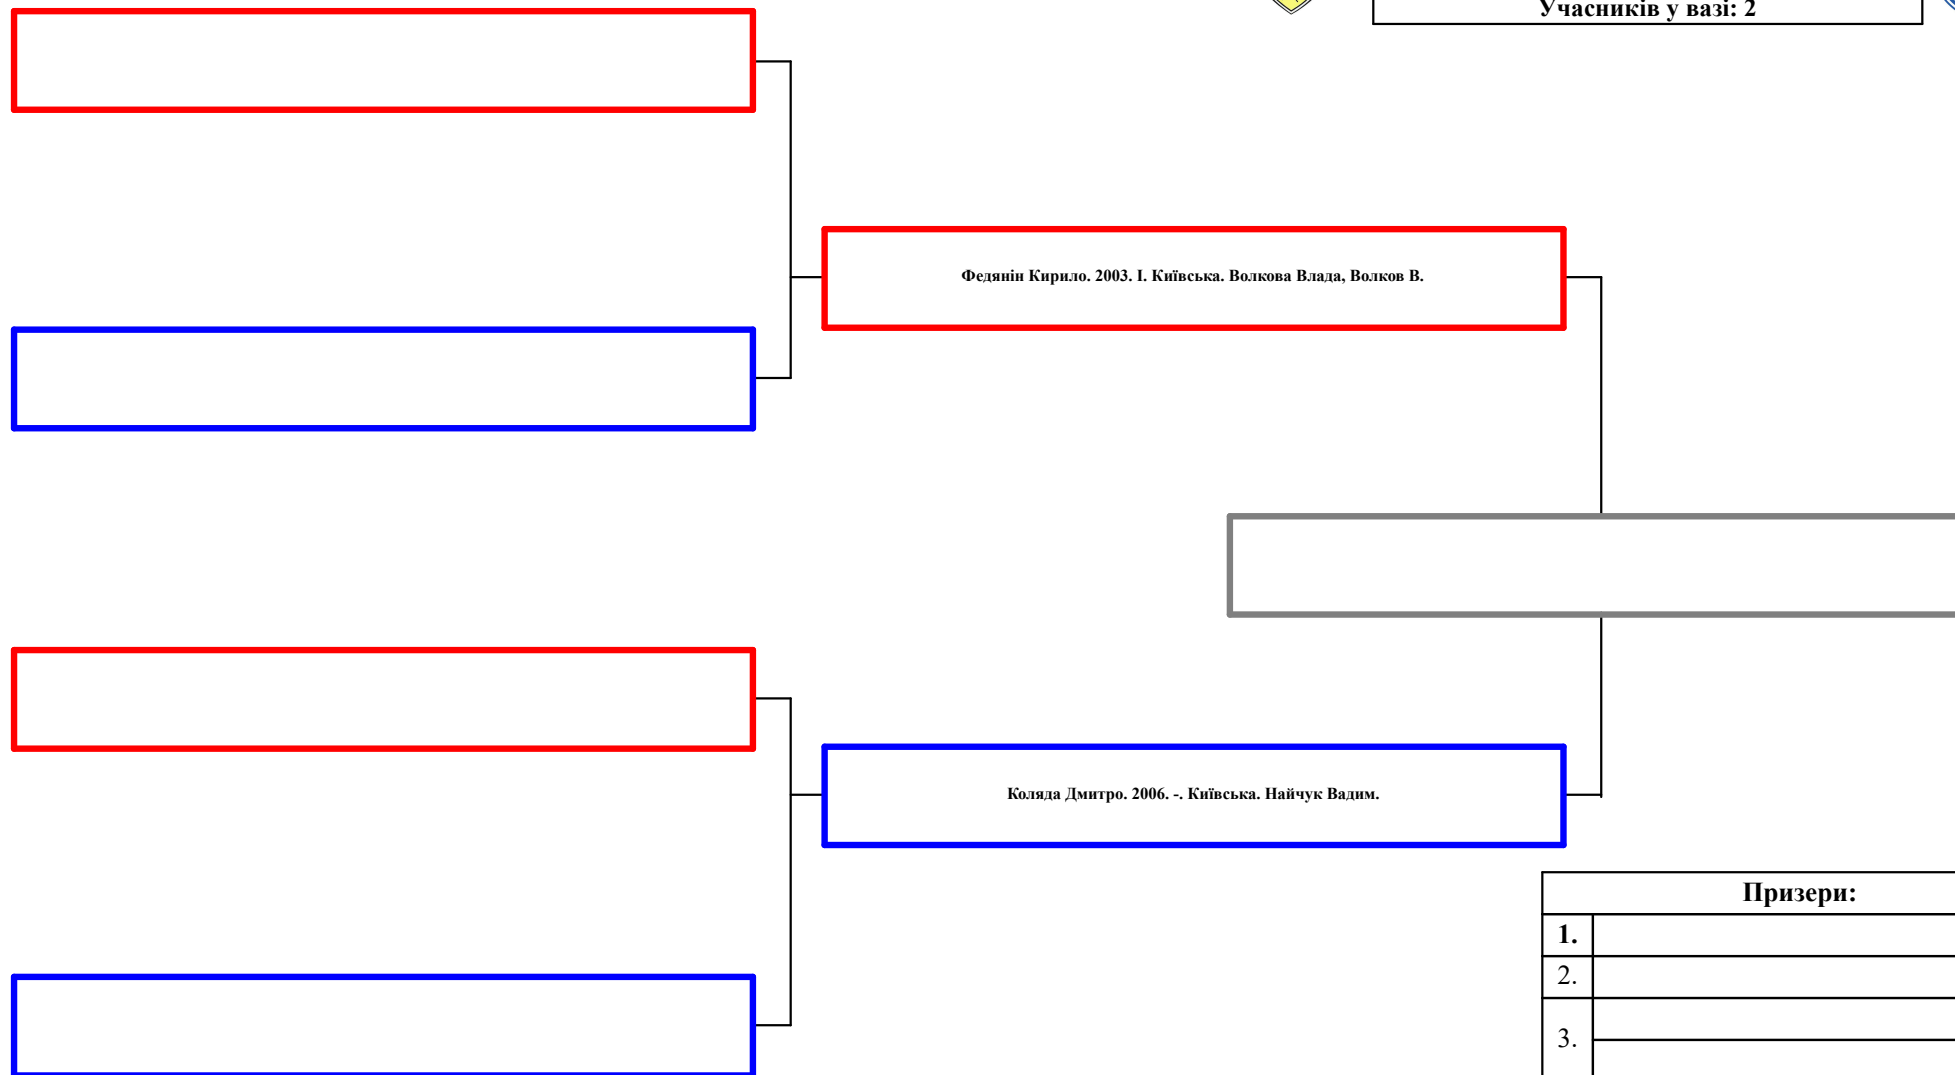 Учасників у вазі: 2
Федянін Кирило. 2003. І. Київська. Волкова Влада, Волков В.
Коляда Дмитро. 2006. -. Київська. Найчук Вадим.
Призери:
1.
2.
3.